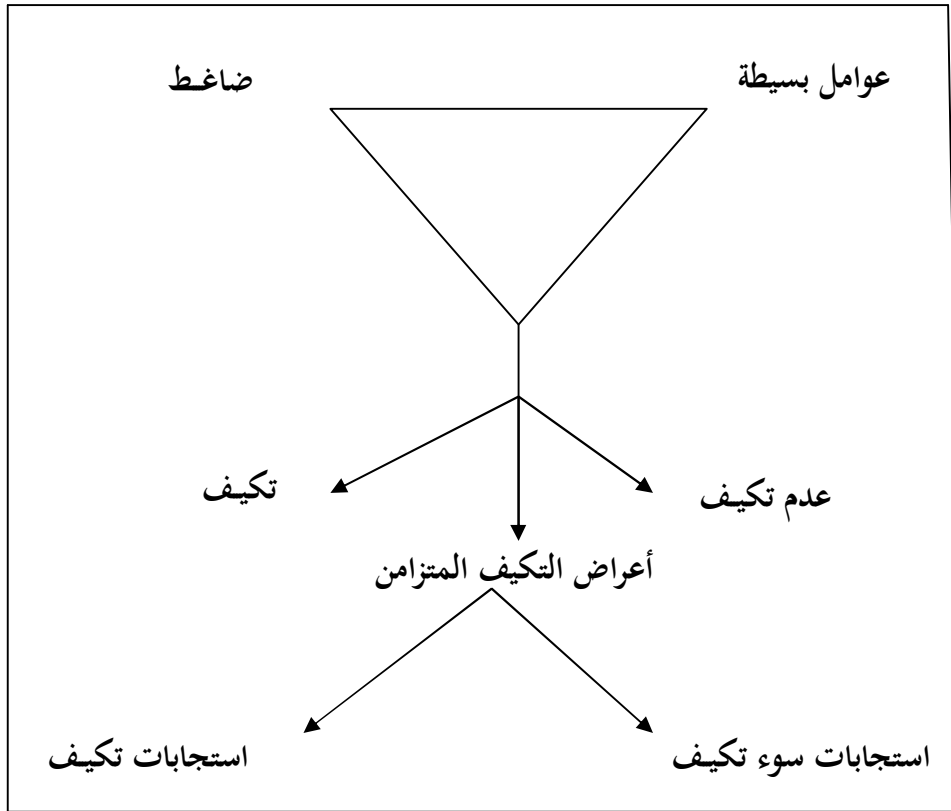 عوامل بسيطة
ضاغط
عدم تكيف
تكيف
أعراض التكيف المتزامن
استجابات سوء تكيف
استجابات تكيف